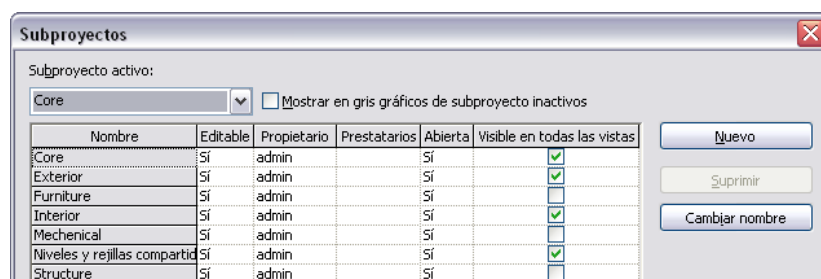 Subproyectos
Subproyecto activo:
Core
Mostrar en gris gráficos de subproyecto inactivos
Nombre Editable Propietario Prestatarios Abierta Visible en todas las vistas
Core Sí admin Sí
Exterior Sí admin Sí
Furniture Sí admin Sí
Interior Sí admin Sí
Mechenical Sí admin Sí
Niveles y rejillas compartid Sí admin Sí
Structure Sí admin Sí
Nuevo
Suprimir
Cambiar nombre